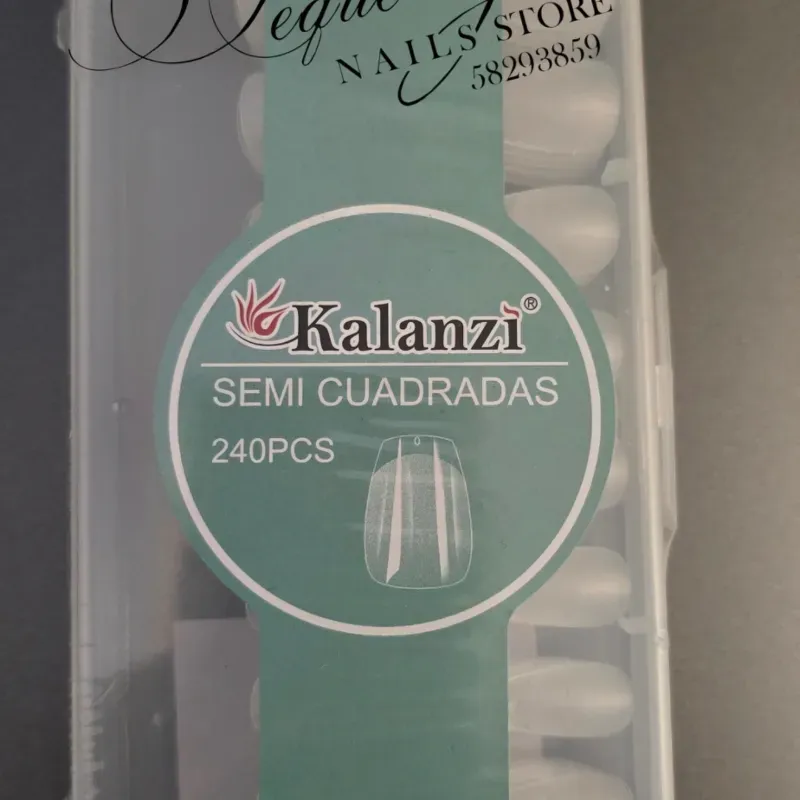 NAILS STORE
58293859
Kalanzi®
SEMI CUADRADAS
240PCS